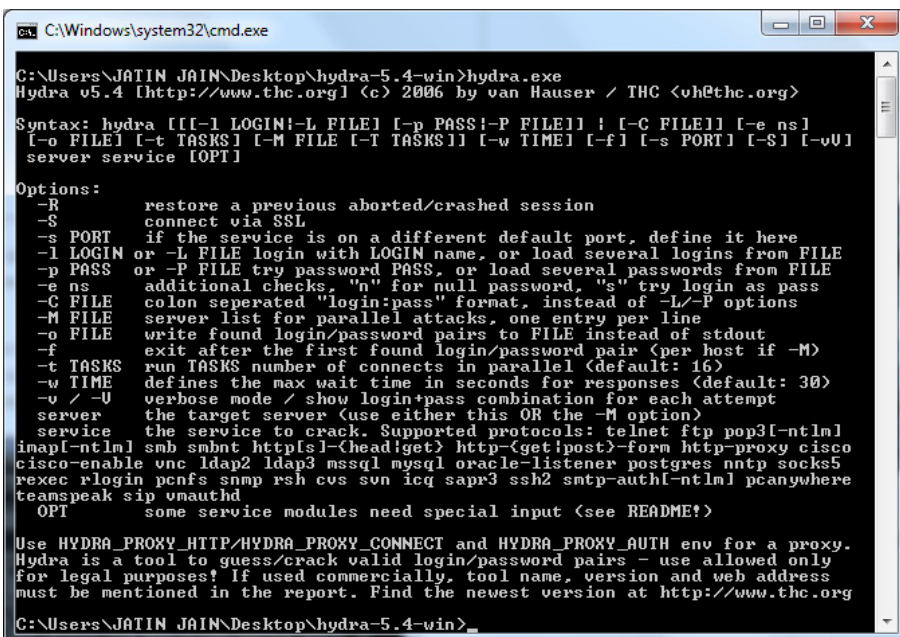 C:\Windows\system32\cmd.exe
C:\Users\JATIN JAIN\Desktop\hydra-5.4-win>hydra.exe
Hydra v5.4 [http://www.thc.org] (c) 2006 by van Hauser / THC <vh@thc.org>
Syntax: hydra [[[-l LOGIN|-L FILE] [-p PASS|-P FILE]] | [-C FILE]] [-e ns]
[-o FILE] [-t TASKS] [-M FILE [-T TASKS]] [-w TIME] [-f] [-s PORT] [-S] [-vV]
server service [OPT]
Options:
-R restore a previous aborted/crashed session
-S connect via SSL
-s PORT if the service is on a different default port, define it here
-l LOGIN or -L FILE login with LOGIN name, or load several logins from FILE
-p PASS or -P FILE try password PASS, or load several passwords from FILE
-e ns additional checks, "n" for null password, "s" try login as pass
-C FILE colon seperated "login:pass" format, instead of -L/-P options
-M FILE server list for parallel attacks, one entry per line
-o FILE write found login/password pairs to FILE instead of stdout
-f exit after the first found login/password pair (per host if -M)
-t TASKS run TASKS number of connects in parallel (default: 16)
-w TIME defines the max wait time in seconds for responses (default: 30)
-v / -V verbose mode / show login+pass combination for each attempt
server the target server (use either this OR the -M option)
service the service to crack. Supported protocols: telnet ftp pop3[-ntlm]
imap[-ntlm] smb smbnt http[s]-{head|get} http-{get|post}-form http-proxy cisco
cisco-enable vnc ldap2 ldap3 mssql mysql oracle-listener postgres nntp socks5
rexec rlogin pcnfs snmp rsh cvs svn icq sapr3 ssh2 smtp-auth[-ntlm] pcanywhere
teamspeak sip vmauthd
OPT some service modules need special input (see README!)
Use HYDRA_PROXY_HTTP/HYDRA_PROXY_CONNECT and HYDRA_PROXY_AUTH env for a proxy.
Hydra is a tool to guess/crack valid login/password pairs - use allowed only
for legal purposes! If used commercially, tool name, version and web address
must be mentioned in the report. Find the newest version at http://www.thc.org
C:\Users\JATIN JAIN\Desktop\hydra-5.4-win>_